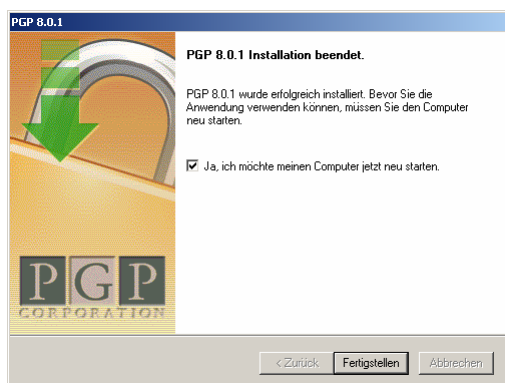 PGP 8.0.1
PGP 8.0.1 Installation beendet.
PGP 8.0.1 wurde erfolgreich installiert. Bevor Sie die
Anwendung verwenden können, müssen Sie den Computer
neu starten.
Ja, ich möchte meinen Computer jetzt neu starten.
PGP
CORPORATION
< Zurück
Fertigstellen
Abbrechen